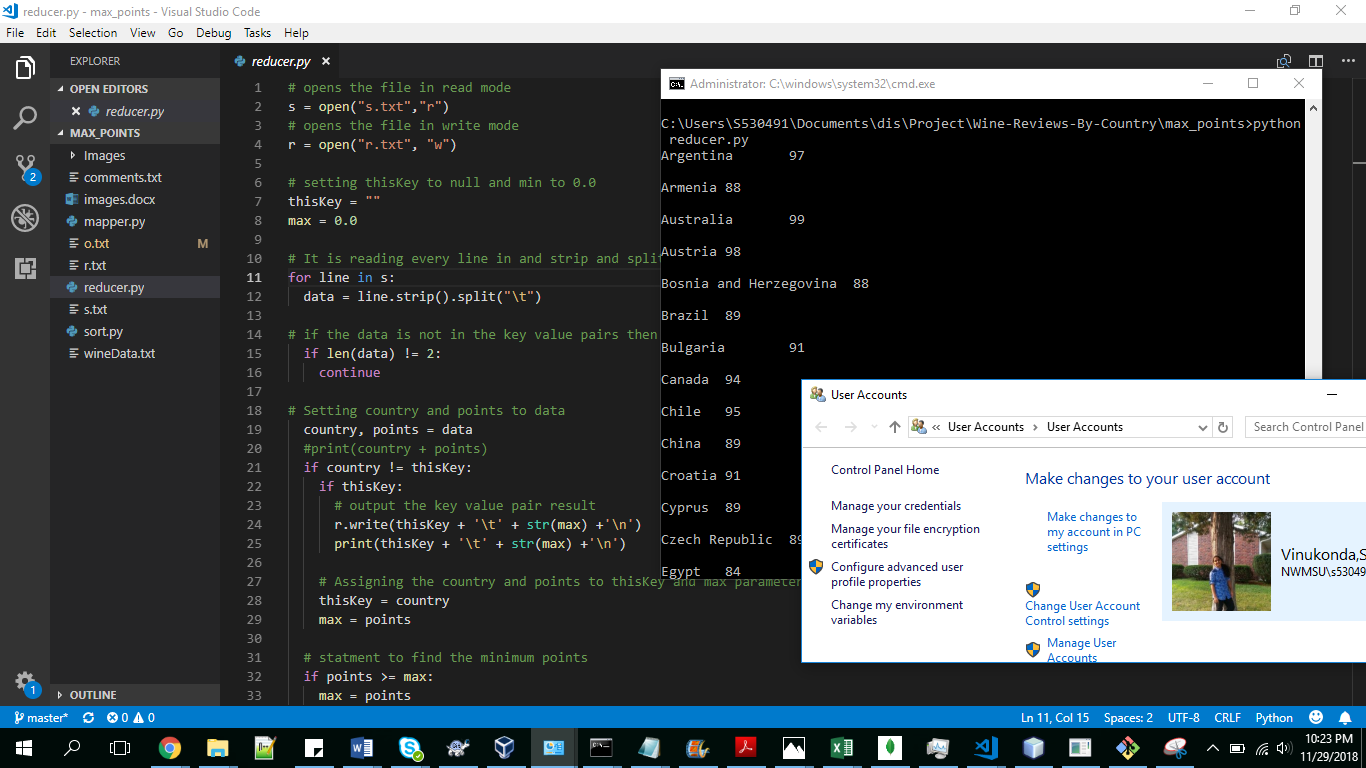 reducer.py - max_points - Visual Studio Code
File Edit Selection View Go Debug Tasks Help
EXPLORER
OPEN EDITORS
reducer.py
MAX_POINTS
Images
comments.txt
images.docx
mapper.py
o.txt M
r.txt
reducer.py
s.txt
sort.py
wineData.txt
OUTLINE
2
1
reducer.py
1 # opens the file in read mode
2 s = open("s.txt","r")
3 # opens the file in write mode
4 r = open("r.txt", "w")
5
6 # setting thisKey to null and min to 0.0
7 thisKey = ""
8 max = 0.0
9
10 # It is reading every line in and strip and split
11 for line in s:
12 data = line.strip().split("\t")
13
14 # if the data is not in the key value pairs then
15 if len(data) != 2:
16 continue
17
18 # Setting country and points to data
19 country, points = data
20 #print(country + points)
21 if country != thisKey:
22 if thisKey:
23 # output the key value pair result
24 r.write(thisKey + '\t' + str(max) +'\n')
25 print(thisKey + '\t' + str(max) +'\n')
26
27 # Assigning the country and points to thisKey and max parameter
28 thisKey = country
29 max = points
30
31 # statment to find the minimum points
32 if points >= max:
33 max = points
Administrator: C:\windows\system32\cmd.exe
C:\Users\S530491\Documents\dis\Project\Wine-Reviews-By-Country\max_points>python
reducer.py
Argentina 97
Armenia 88
Australia 99
Austria 98
Bosnia and Herzegovina 88
Brazil 89
Bulgaria 91
Canada 94
Chile 95
China 89
Croatia 91
Cyprus 89
Czech Republic 89
Egypt 84
User Accounts
« User Accounts > User Accounts
Search Control Panel
Control Panel Home
Manage your credentials
Manage your file encryption
certificates
Configure advanced user
profile properties
Change my environment
variables
Make changes to your user account
Make changes to
my account in PC
settings
Change User Account
Control settings
Manage User
Accounts
Vinukonda,S
NWMSU\s53049
master* 0 0
Ln 11, Col 15 Spaces: 2 UTF-8 CRLF Python
10:23 PM
11/29/2018